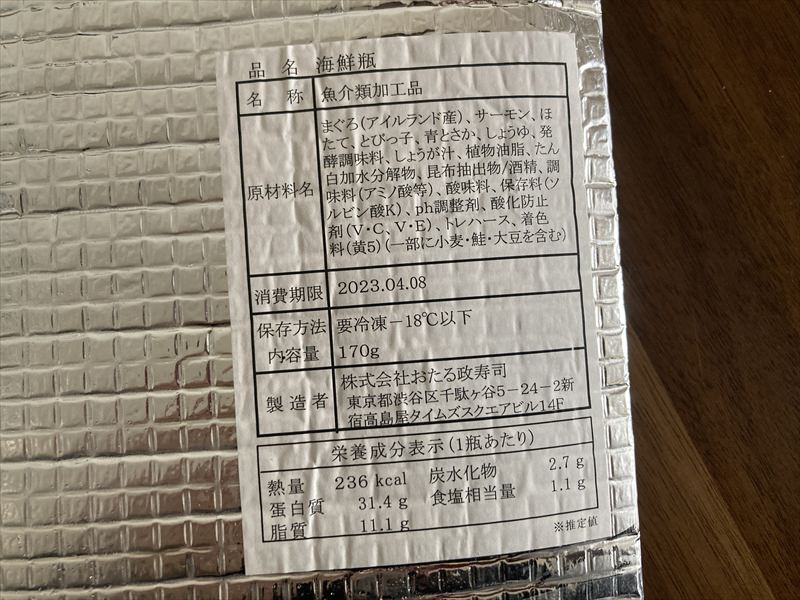 品名 海鮮瓶
名称 魚介類加工品
原材料名
まぐろ(アイルランド産)、サーモン、ほ
たて、とびっ子、青とさか、しょうゆ、発
酵調味料、しょうが汁、植物油脂、たん
白加水分解物、昆布抽出物/酒精、調
味料(アミノ酸等)、酸味料、保存料(ソ
ルビン酸K)、ph調整剤、酸化防止
剤(V・C、V・E)、トレハース、着色
料(黄5)(一部に小麦・鮭・大豆を含む)
消費期限 2023.04.08
保存方法 要冷凍-18℃以下
内容量 170g
製造者
株式会社おたる政寿司
東京都渋谷区千駄ヶ谷5-24-2新
宿高島屋タイムズスクエアビル14F
栄養成分表示(1瓶あたり)
熱量 236 kcal 炭水化物 2.7 g
蛋白質 31.4 g 食塩相当量 1.1 g
脂質 11.1 g
※推定値